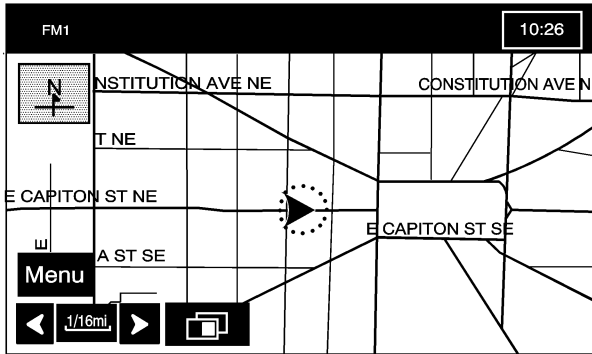 FM1
10:26
N
NSTITUTION AVE NE
CONSTITUTION AVE N
T NE
E CAPITON ST NE
E CAPITON ST SE
E
A ST SE
Menu
1/16mi